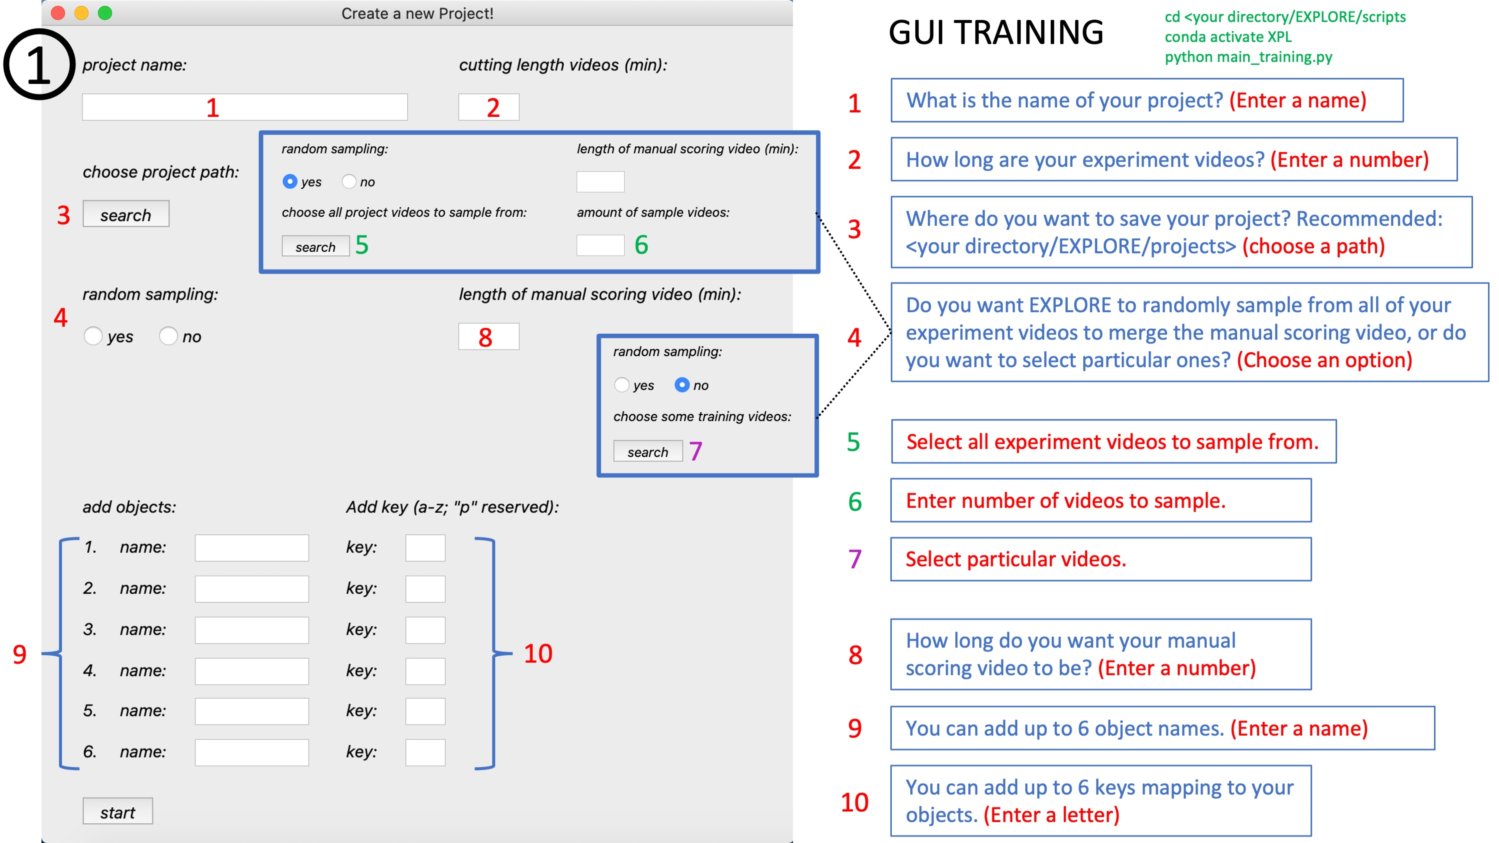 Create a new Project!
1
project name:
cutting length videos (min):
1
2
choose project path:
3
search
random sampling:
length of manual scoring video (min):
yes
no
choose all project videos to sample from:
amount of sample videos:
search
5
6
random sampling:
length of manual scoring video (min):
4
yes
no
8
random sampling:
yes
no
choose some training videos:
search
7
add objects:
Add key (a-z; "p" reserved):
1. name:
key:
2. name:
key:
3. name:
key:
4. name:
key:
5. name:
key:
6. name:
key:
9
10
start
GUI TRAINING
cd <your directory/EXPLORE/scripts
conda activate XPL
python main_training.py
1
What is the name of your project? (Enter a name)
2
How long are your experiment videos? (Enter a number)
3
Where do you want to save your project? Recommended:
<your directory/EXPLORE/projects> (choose a path)
4
Do you want EXPLORE to randomly sample from all of your
experiment videos to merge the manual scoring video, or do
you want to select particular ones? (Choose an option)
5
Select all experiment videos to sample from.
6
Enter number of videos to sample.
7
Select particular videos.
8
How long do you want your manual
scoring video to be? (Enter a number)
9
You can add up to 6 object names. (Enter a name)
10
You can add up to 6 keys mapping to your
objects. (Enter a letter)